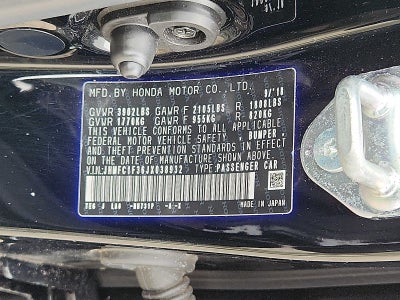 MFD. BY HONDA MOTOR CO., LTD. 9/18
GVWR 3902LBS GAWR F 2105LBS R 1808LBS
GVWR 1770KG GAWR F 955KG R 820KG
THIS VEHICLE CONFORMS TO ALL APPLICABLE
FEDERAL MOTOR VEHICLE SAFETY, BUMPER,
AND THEFT PREVENTION STANDARDS IN EFFECT
ON THE DATE OF MANUFACTURE SHOWN ABOVE.
V.I.N: JHMFC1F36JX038932 TYPE: PASSENGER CAR
MADE IN JAPAN